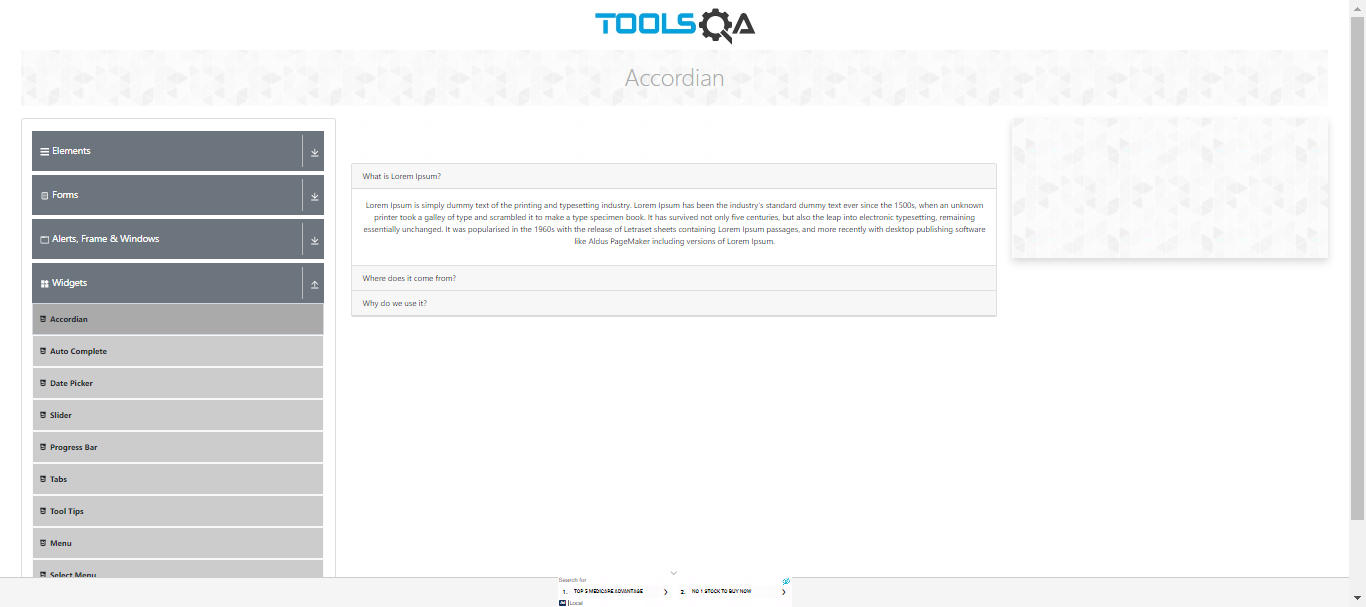 TOOLSQA
Accordian
Elements
Forms
Alerts, Frame & Windows
Widgets
Accordian
Auto Complete
Date Picker
Slider
Progress Bar
Tabs
Tool Tips
Menu
Select Menu
What is Lorem Ipsum?
Lorem Ipsum is simply dummy text of the printing and typesetting industry. Lorem Ipsum has been the industry's standard dummy text ever since the 1500s, when an unknown
printer took a galley of type and scrambled it to make a type specimen book. It has survived not only five centuries, but also the leap into electronic typesetting, remaining
essentially unchanged. It was popularised in the 1960s with the release of Letraset sheets containing Lorem Ipsum passages, and more recently with desktop publishing software
like Aldus PageMaker including versions of Lorem Ipsum.
Where does it come from?
Why do we use it?
Search for
1. TOP 5 MEDICARE ADVANTAGE
2. NO 1 STOCK TO BUY NOW
Ad | Local